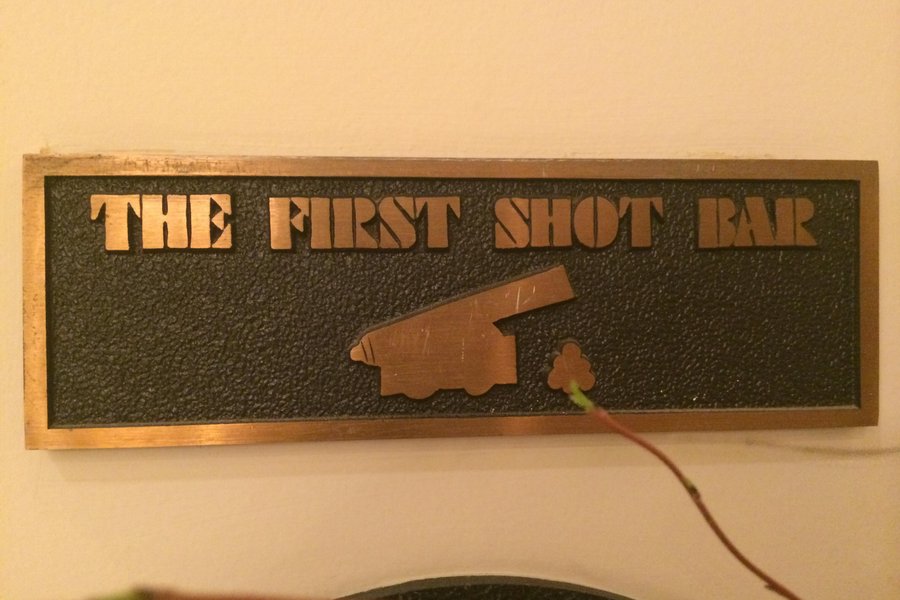 THE FIRST SHOT BAR